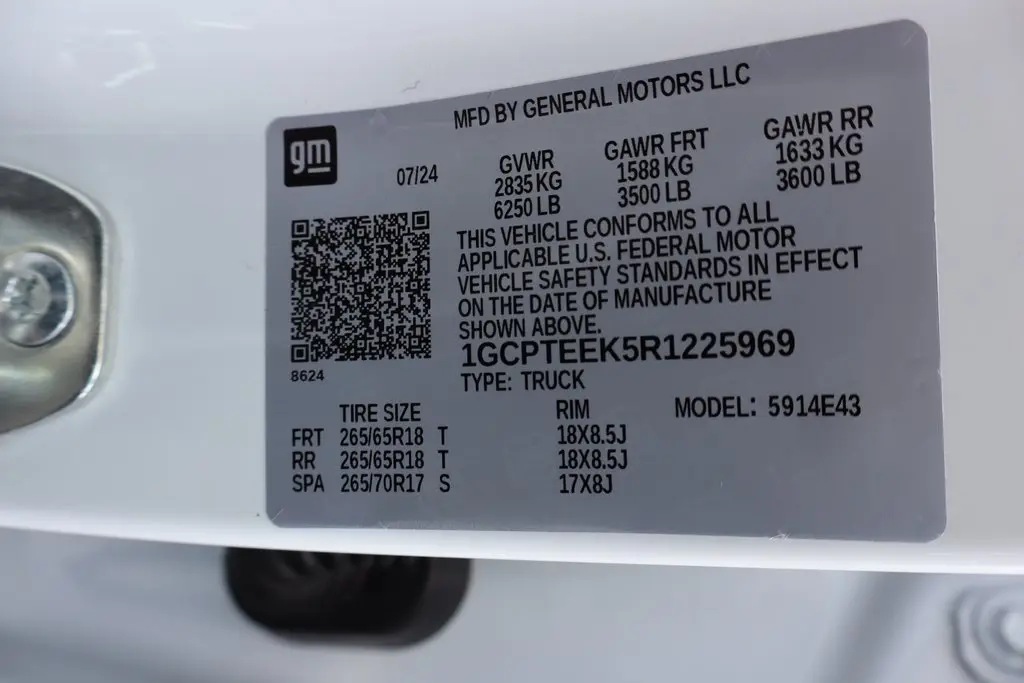 MFD BY GENERAL MOTORS LLC
gm
07/24
GVWR GAWR FRT GAWR RR
2835 KG 1588 KG 1633 KG
6250 LB 3500 LB 3600 LB
THIS VEHICLE CONFORMS TO ALL
APPLICABLE U.S. FEDERAL MOTOR
VEHICLE SAFETY STANDARDS IN EFFECT
ON THE DATE OF MANUFACTURE
SHOWN ABOVE.
1GCPTEEK5R1225969
8624
TYPE: TRUCK
TIRE SIZE RIM MODEL: 5914E43
FRT 265/65R18 T 18X8.5J
RR 265/65R18 T 18X8.5J
SPA 265/70R17 S 17X8J